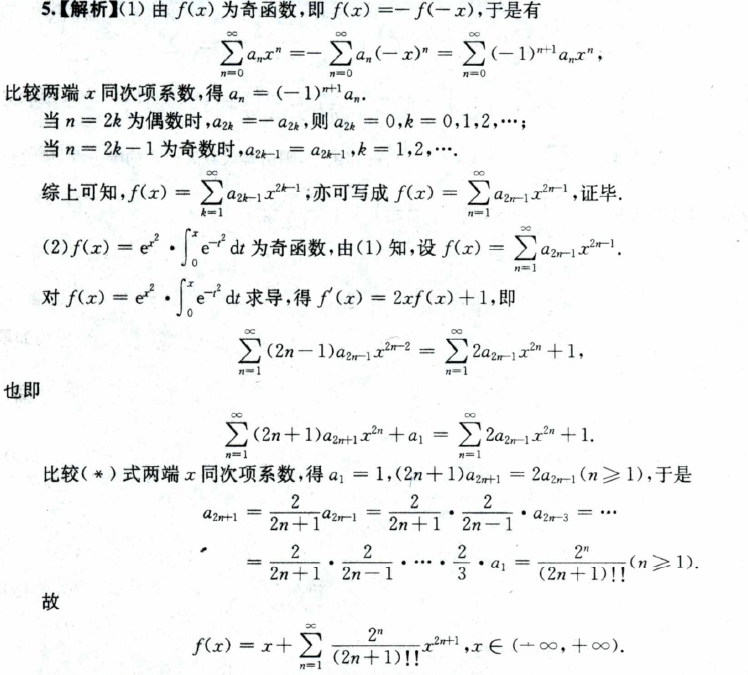 5.【解析】(1) 由 f(x) 为奇函数,即 f(x) =− f(−x),于是有
$\sum_{n=0}^{\infty} a_n x^n = -\sum_{n=0}^{\infty} a_n(-x)^n = \sum_{n=0}^{\infty} (-1)^{n+1} a_n x^n$,
比较两端 x 同次项系数,得 $a_n = (-1)^{n+1} a_n$.
当 n = 2k 为偶数时,$a_{2k} = -a_{2k}$,则 $a_{2k} = 0$,k = 0,1,2,⋯;
当 n = 2k−1 为奇数时,$a_{2k-1} = a_{2k-1}$,k = 1,2,⋯.
综上可知,$f(x) = \sum_{k=1}^{\infty} a_{2k-1} x^{2k-1}$;亦可写成 $f(x) = \sum_{n=1}^{\infty} a_{2n-1} x^{2n-1}$,证毕.
(2)$f(x) = e^{x^2} \cdot \int_0^x e^{-t^2} dt$ 为奇函数,由(1) 知,设 $f(x) = \sum_{n=1}^{\infty} a_{2n-1} x^{2n-1}$.
对 $f(x) = e^{x^2} \cdot \int_0^x e^{-t^2} dt$ 求导,得 $f'(x) = 2xf(x)+1$,即
$\sum_{n=1}^{\infty} (2n-1)a_{2n-1} x^{2n-2} = \sum_{n=1}^{\infty} 2a_{2n-1} x^{2n} + 1$,
也即
$\sum_{n=1}^{\infty} (2n+1)a_{2n+1} x^{2n} + a_1 = \sum_{n=1}^{\infty} 2a_{2n-1} x^{2n} + 1$.
比较(*)式两端 x 同次项系数,得 $a_1 = 1$,$(2n+1)a_{2n+1} = 2a_{2n-1}(n \geqslant 1)$,于是
$a_{2n+1} = \frac{2}{2n+1} a_{2n-1} = \frac{2}{2n+1} \cdot \frac{2}{2n-1} \cdot a_{2n-3} = \cdots$
$= \frac{2}{2n+1} \cdot \frac{2}{2n-1} \cdot \cdots \cdot \frac{2}{3} \cdot a_1 = \frac{2^n}{(2n+1)!!}(n \geqslant 1)$.
故
$f(x) = x + \sum_{n=1}^{\infty} \frac{2^n}{(2n+1)!!} x^{2n+1}, x \in (-\infty, +\infty)$.